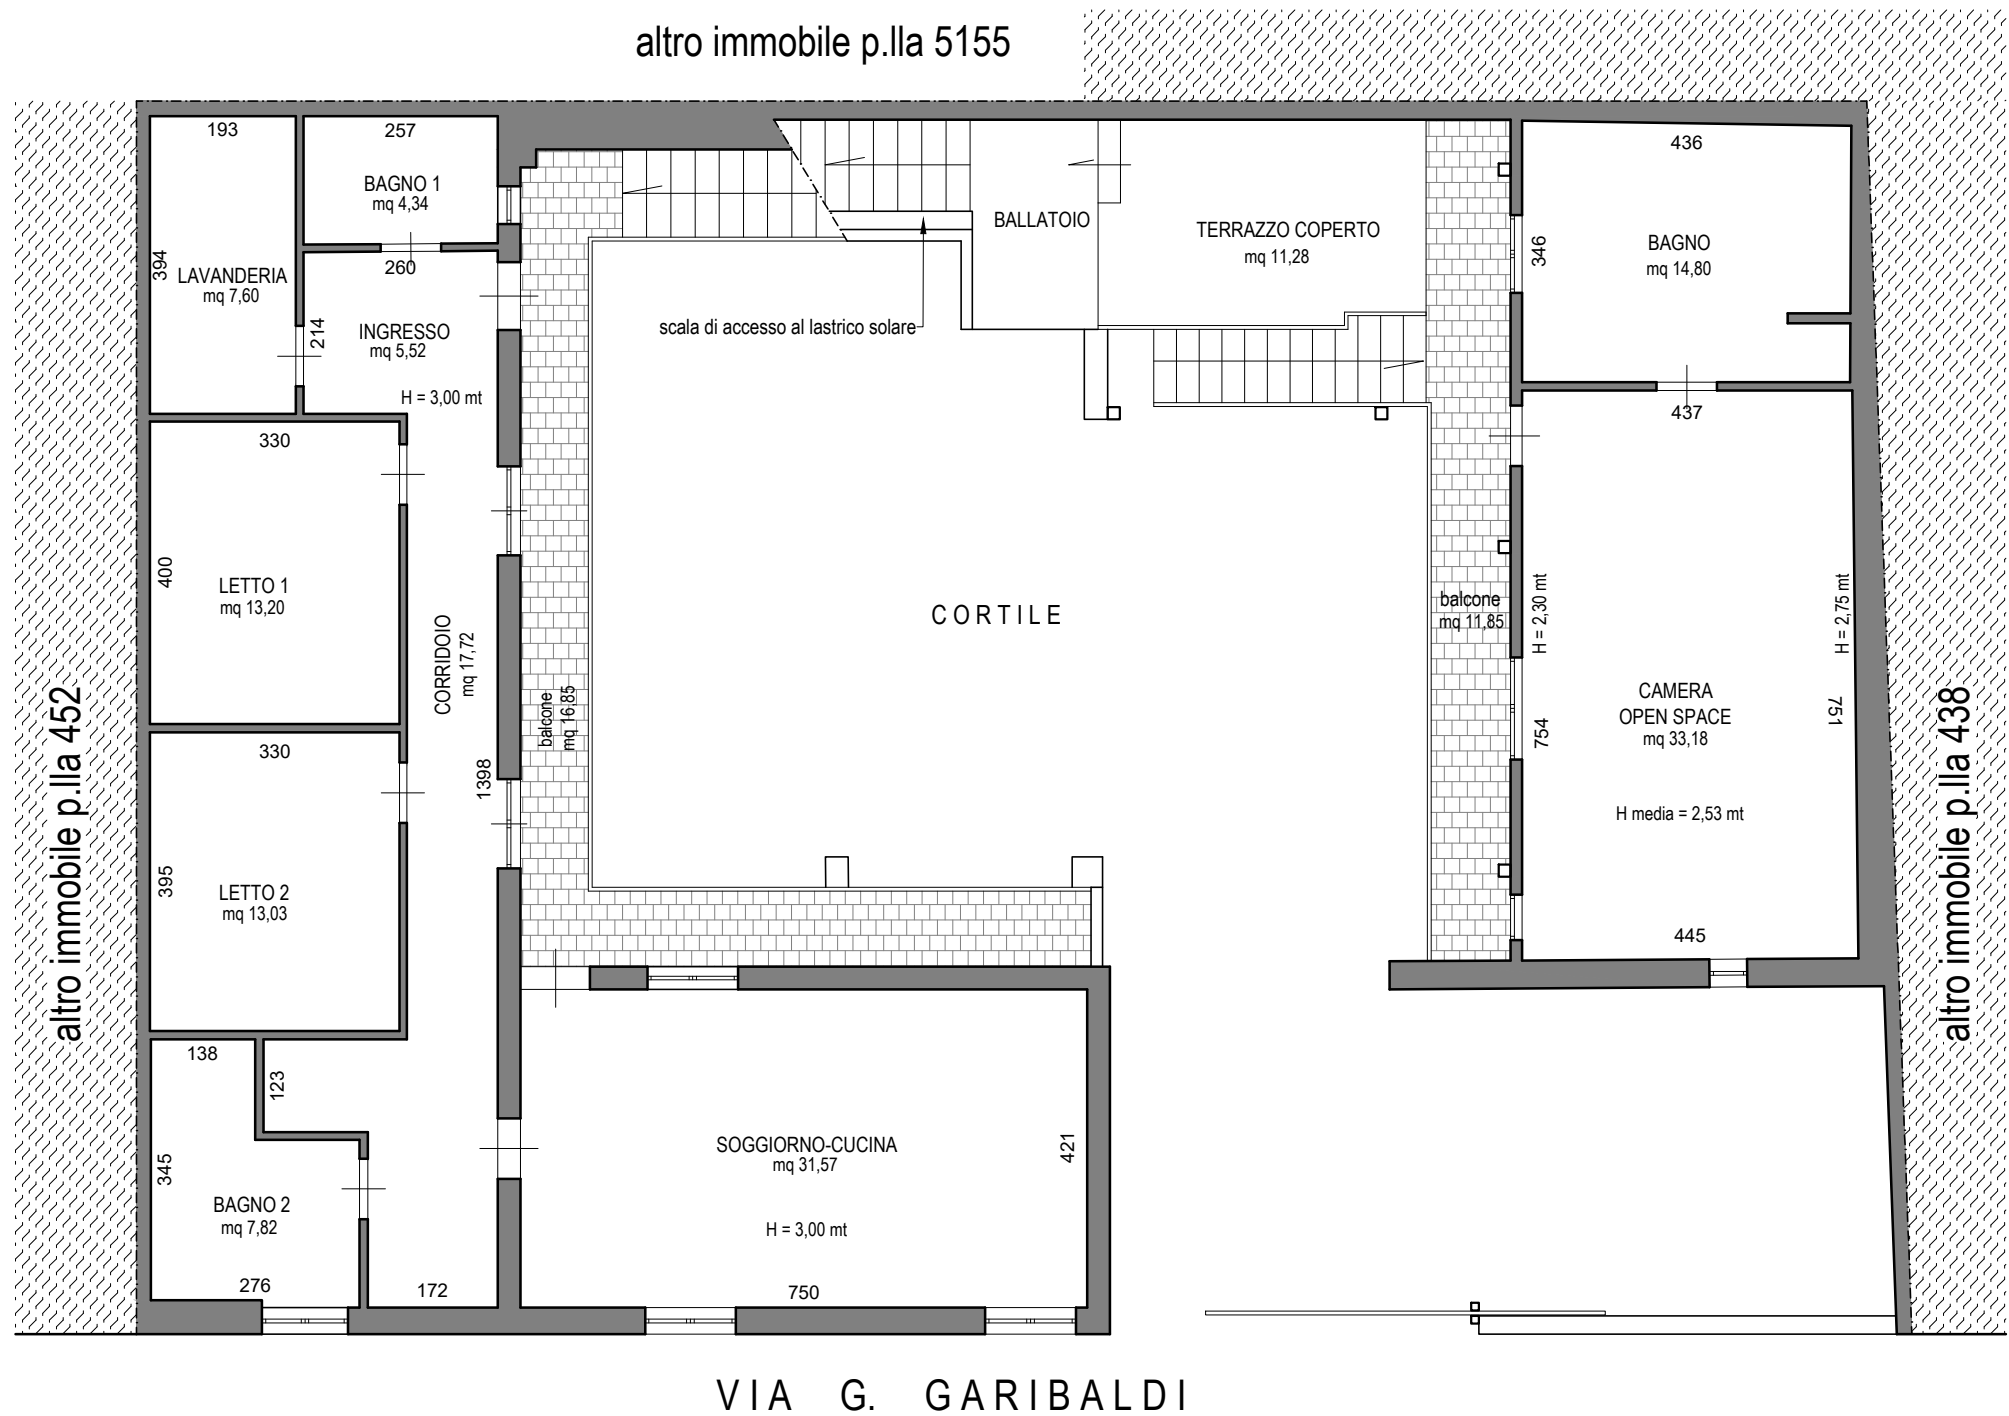 altro immobile p.lla 5155
193
257
436
BAGNO 1
mq 4,34
BALLATOIO
TERRAZZO COPERTO
mq 11,28
346
BAGNO
mq 14,80
394
LAVANDERIA
mq 7,60
260
214
INGRESSO
mq 5,52
H = 3,00 mt
scala di accesso al lastrico solare
437
330
400
LETTO 1
mq 13,20
CORRIDOIO
mq 17,72
CORTILE
balcone
mq 11,85
H = 2,30 mt
H = 2,75 mt
altro immobile p.lla 452
balcone
mq 16,85
CAMERA
OPEN SPACE
mq 33,18
754
751
altro immobile p.lla 438
330
1398
H media = 2,53 mt
395
LETTO 2
mq 13,03
445
138
123
345
SOGGIORNO-CUCINA
mq 31,57
421
BAGNO 2
mq 7,82
H = 3,00 mt
276
172
750
VIA G. GARIBALDI